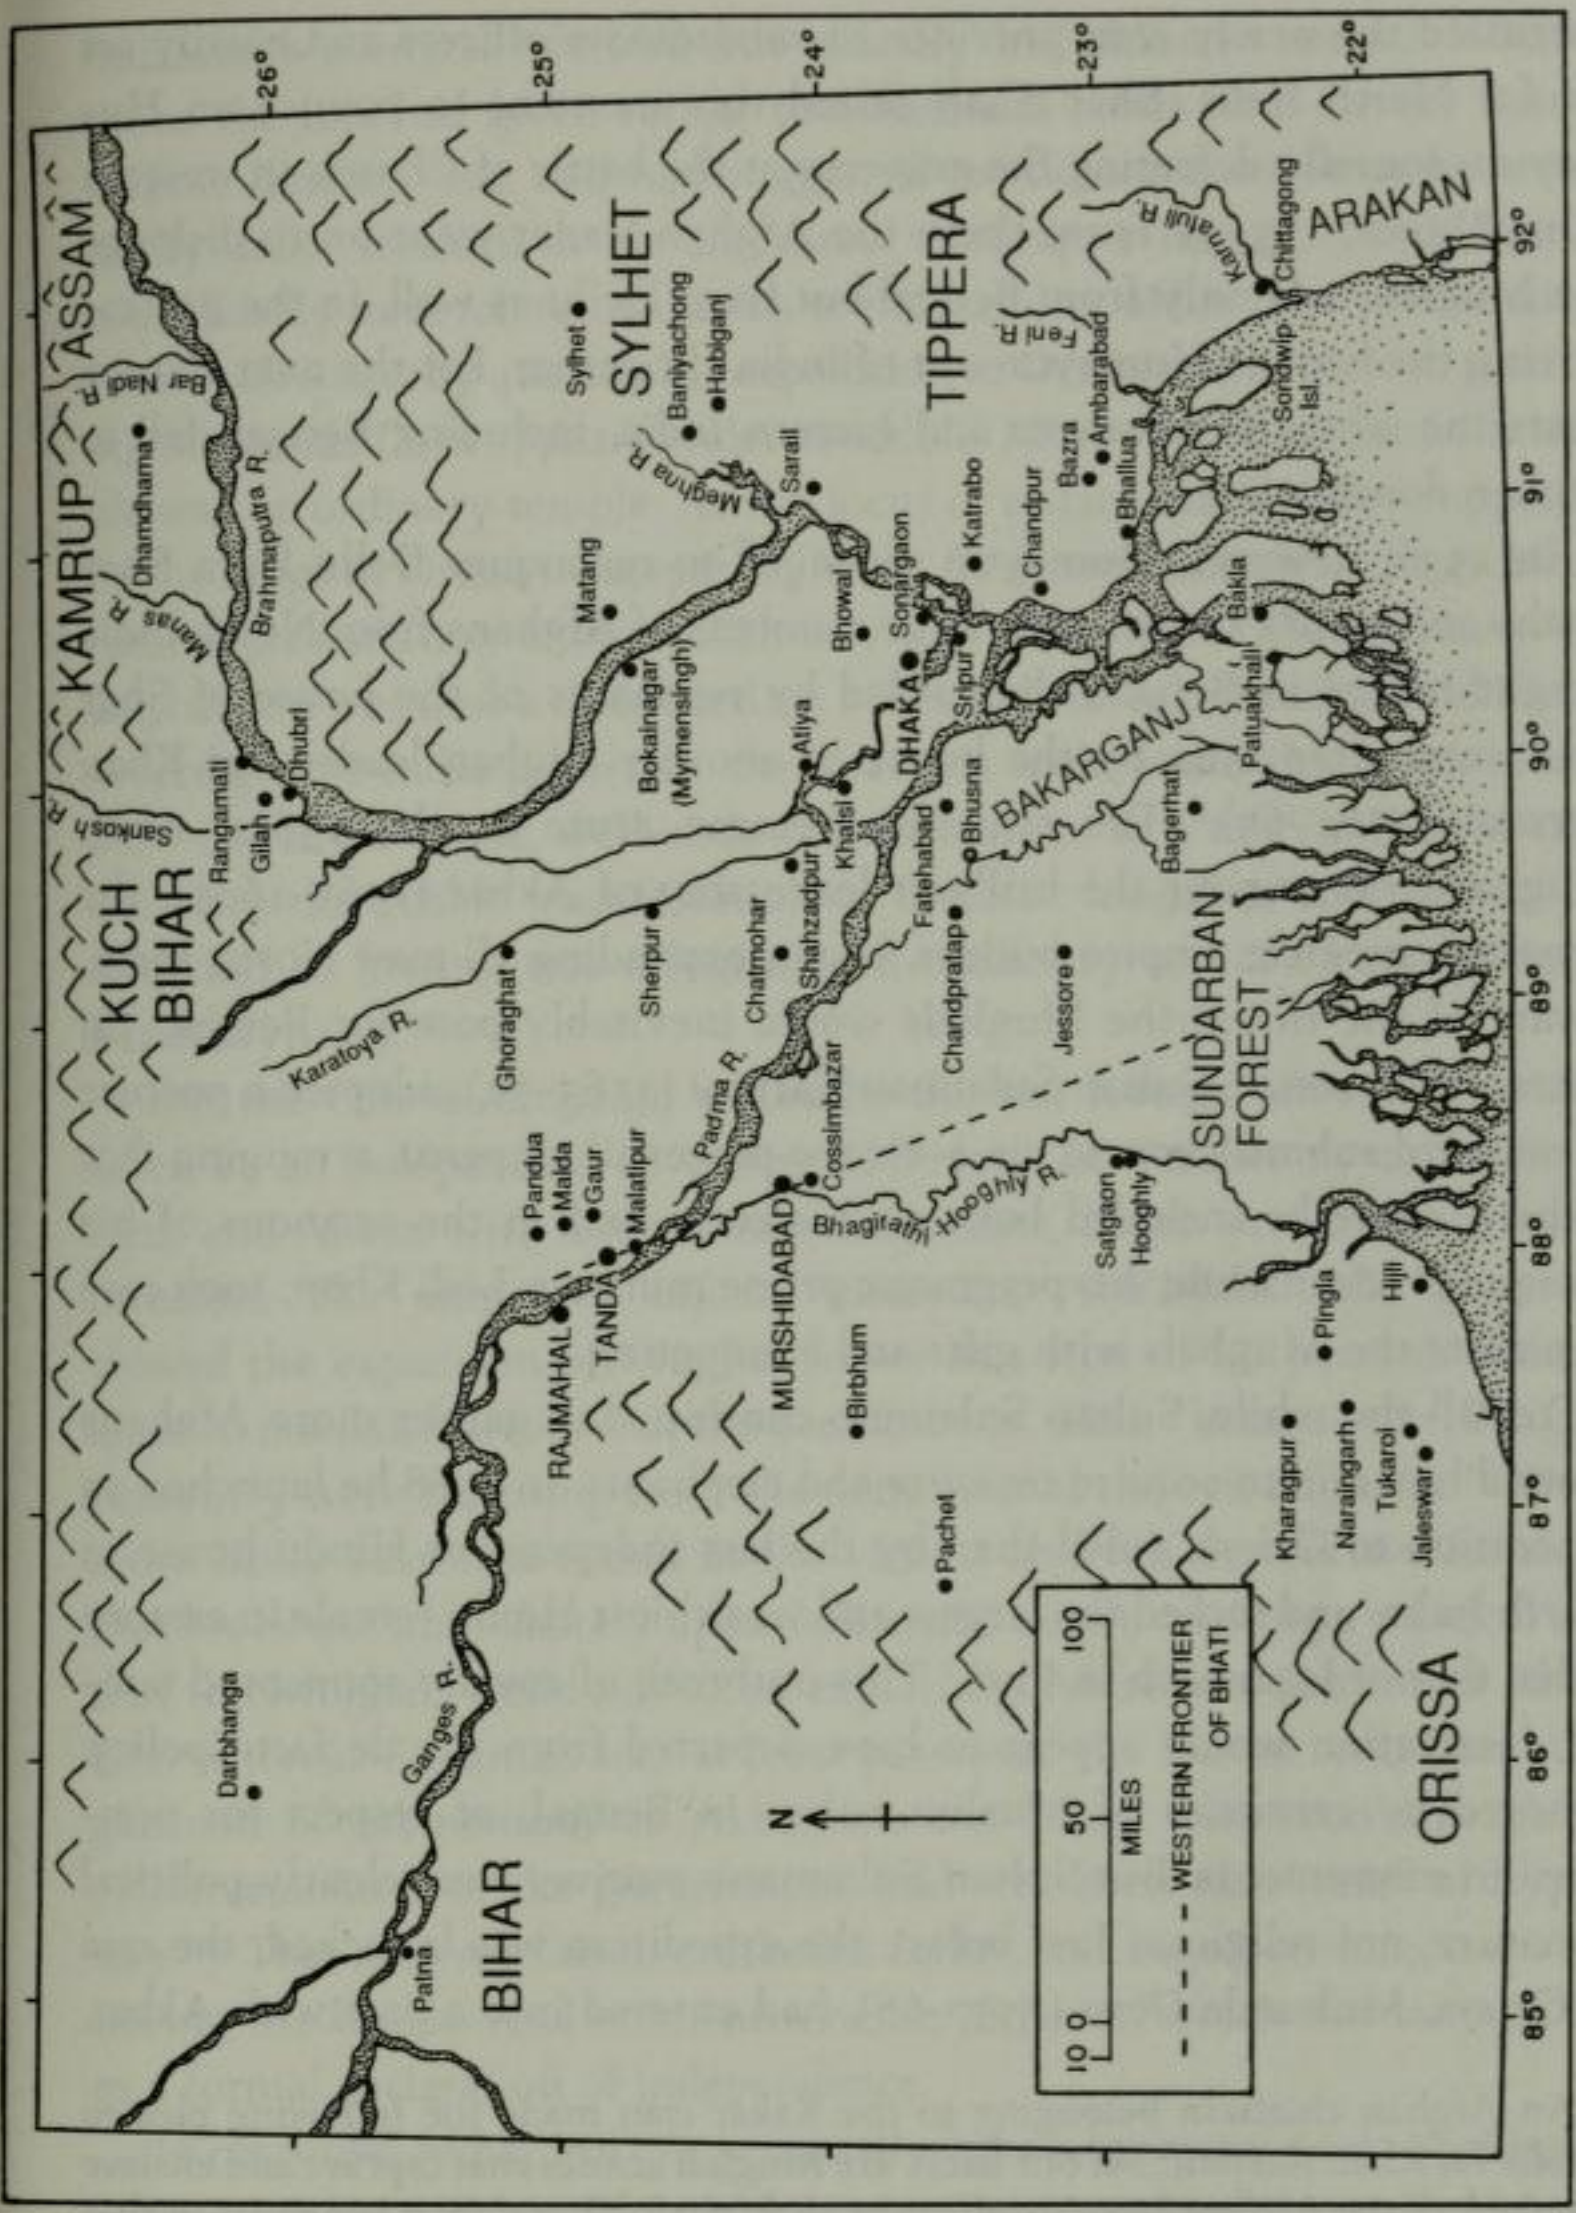 ASSAM
KAMRUP
KUCH
BIHAR
Bar Nadi R.
Dhamdhama
Manas R.
Brahmaputra R.
Sankosh R.
Rangamati
Gilah
Dhubri
Darbhanga
Karatoya R.
Ghoraghat
Sylhet
SYLHET
Baniyachong
Habiganj
Meghna R.
Sarail
Matang
Bokainagar
(Mymensingh)
Sherpur
Chatmohar
Shahzadpur
Atiya
Khalsi
Pandua
Malda
Gaur
Malatipur
TANDA
RAJMAHAL
Padma R.
Ganges R.
Patna
BIHAR
MURSHIDABAD
Cossimbazar
Birbhum
Bhagirathi-Hooghly R.
Pachet
Bhowal
DHAKA
Sonargaon
Sripur
Katrabo
Chandpur
TIPPERA
Feni R.
Karnafuli R.
Chittagong
ARAKAN
Bazra
Ambarabad
Bhallua
Sondwip
Isl.
Bakla
Patuakhali
BAKARGANJ
Fatehabad
Bhusna
Bagerhat
Chandpratap
Jessore
SUNDARBAN
FOREST
Satgaon
Hooghly
Pingla
Hijli
Kharagpur
Naraingarh
Tukaroi
Jaleswar
ORISSA
N
10 0 50 100
MILES
WESTERN FRONTIER
OF BHATI
26°
25°
24°
23°
22°
85°
86°
87°
88°
89°
90°
91°
92°